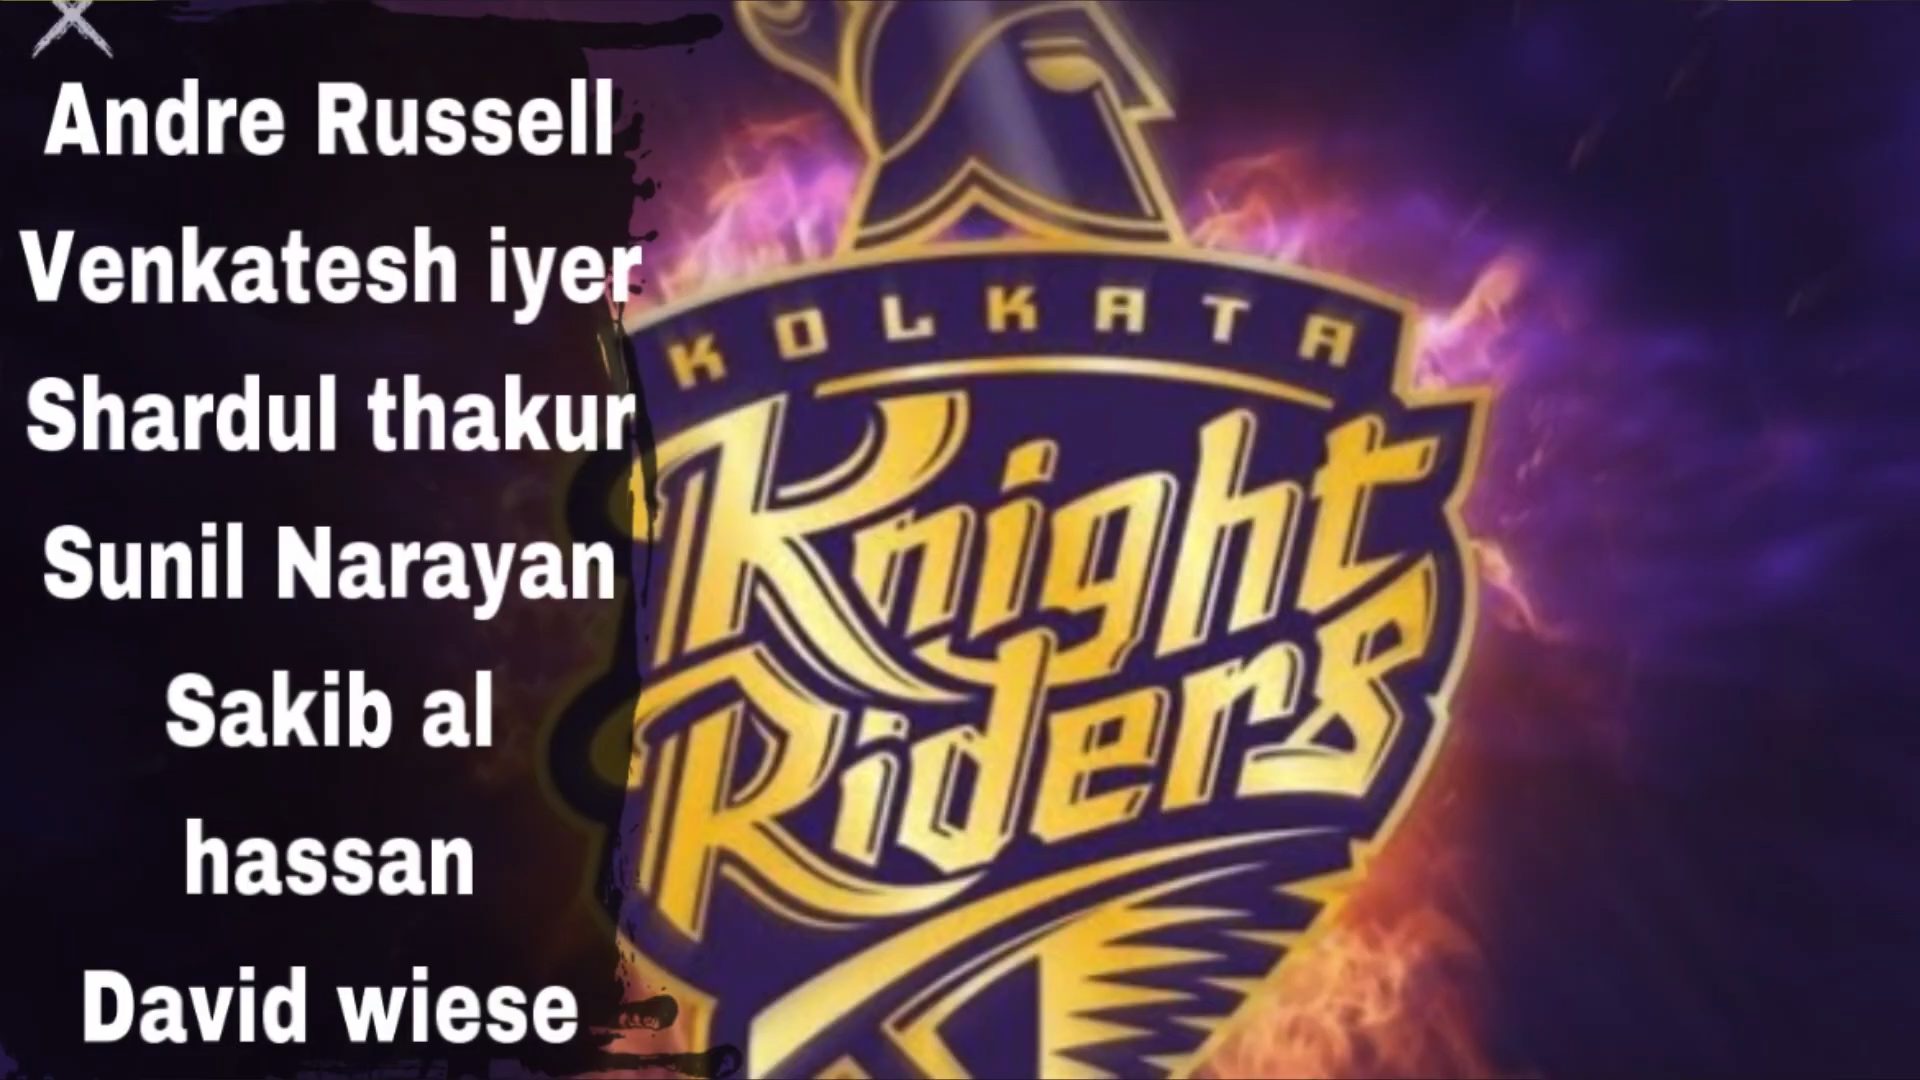 Andre Russell
Venkatesh iyer
Shardul thakur
Sunil Narayan
Sakib al
hassan
David wiese
KOLKATA
Knight
Riders